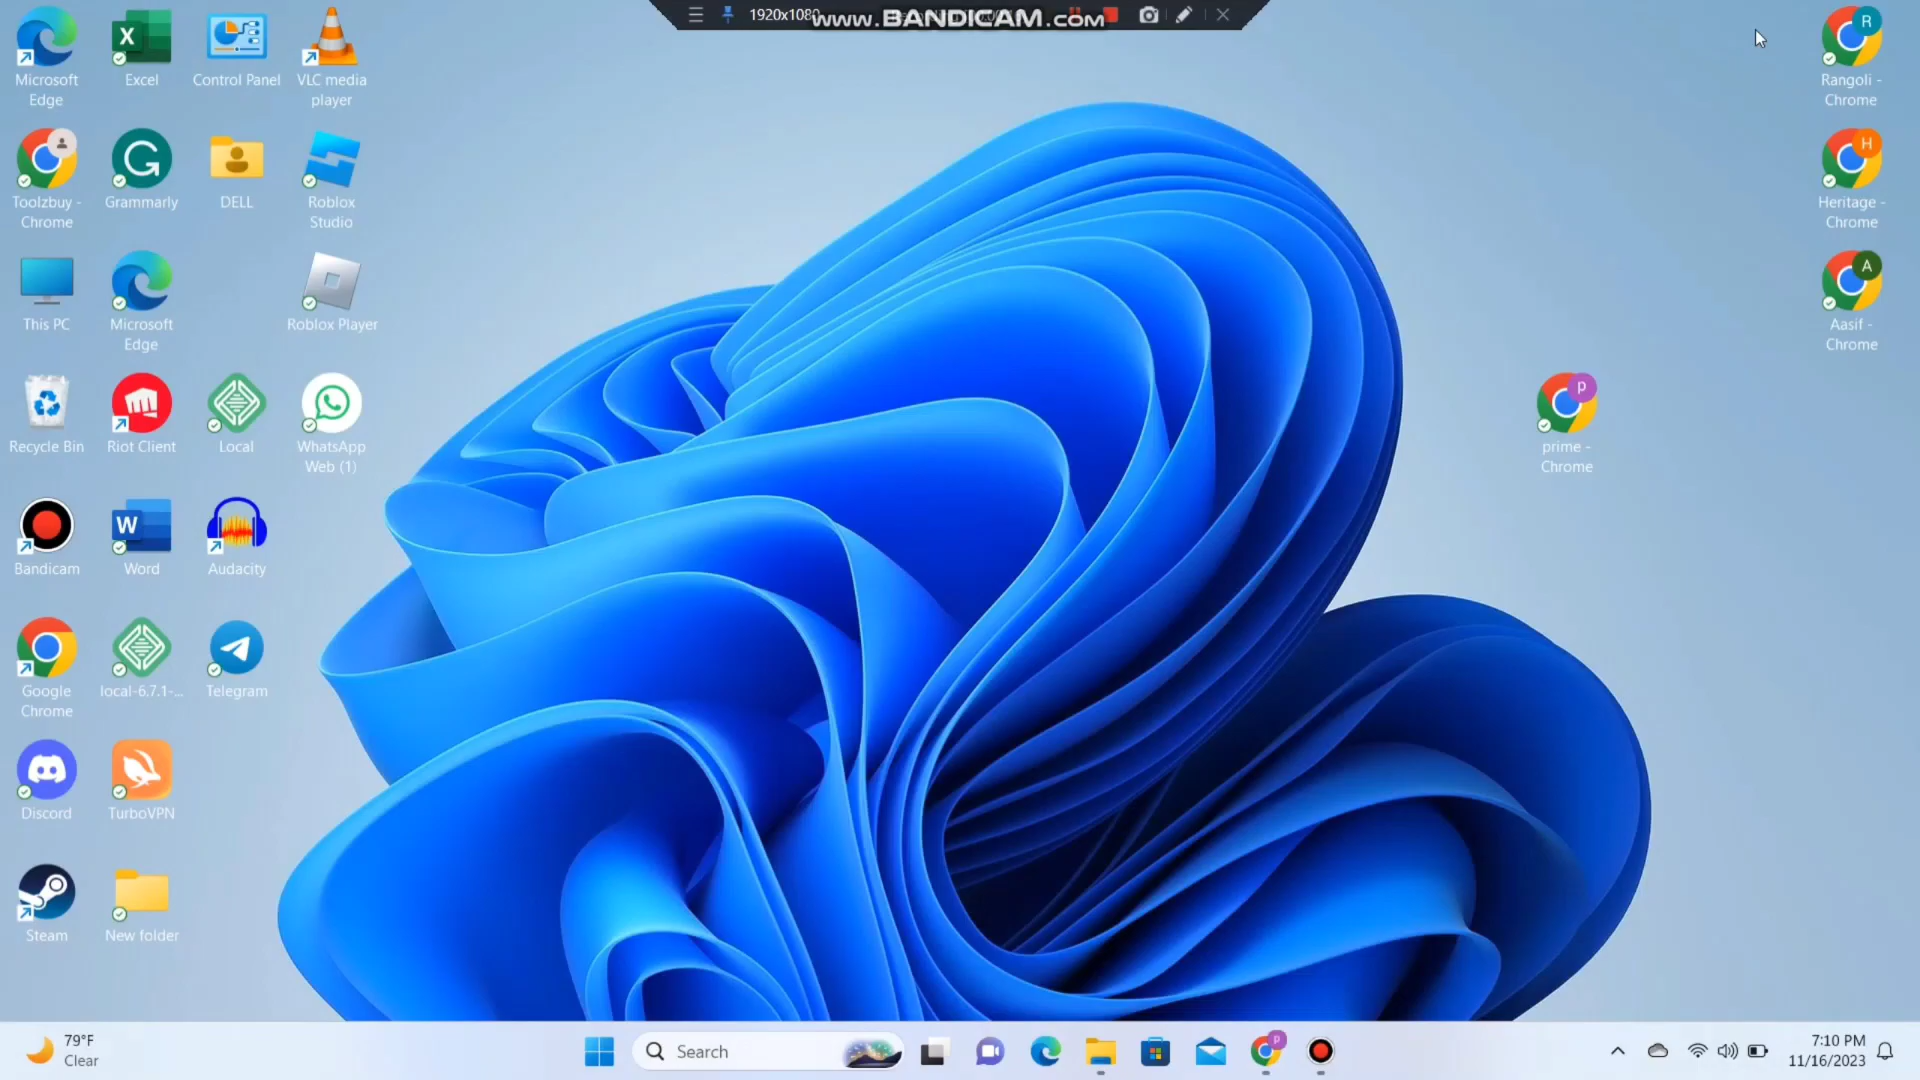 1920x1080
www.BANDICAM.com
Microsoft
Edge
Excel
Control Panel
VLC media
player
Toolzbuy -
Chrome
Grammarly
DELL
Roblox
Studio
This PC
Microsoft
Edge
Roblox Player
Recycle Bin
Riot Client
Local
WhatsApp
Web (1)
Bandicam
Word
Audacity
Google
Chrome
local-6.7.1-...
Telegram
Discord
TurboVPN
Steam
New folder
R
Rangoli -
Chrome
H
Heritage -
Chrome
A
Aasif -
Chrome
p
prime -
Chrome
79°F
Clear
Search
7:10 PM
11/16/2023